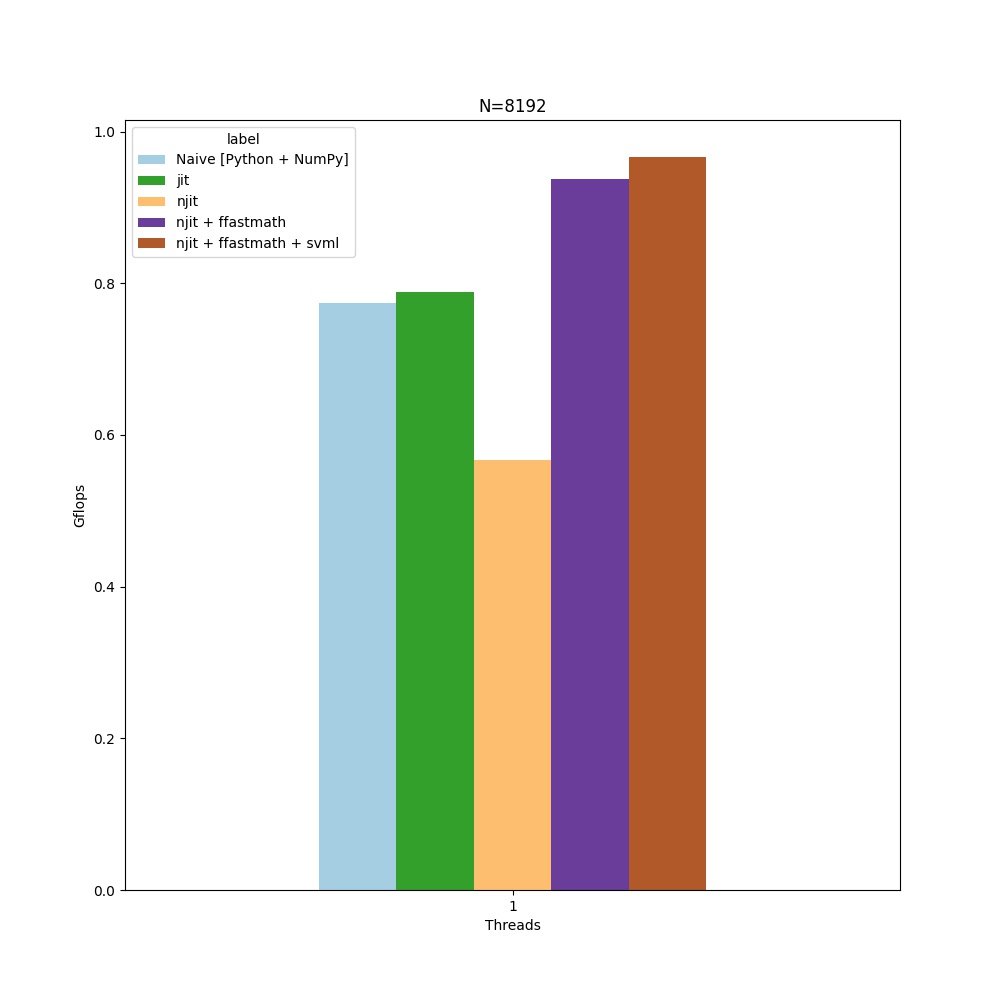 N=8192
label
Naive [Python + NumPy]
jit
njit
njit + ffastmath
njit + ffastmath + svml
1.0
0.8
0.6
0.4
0.2
0.0
Gflops
1
Threads